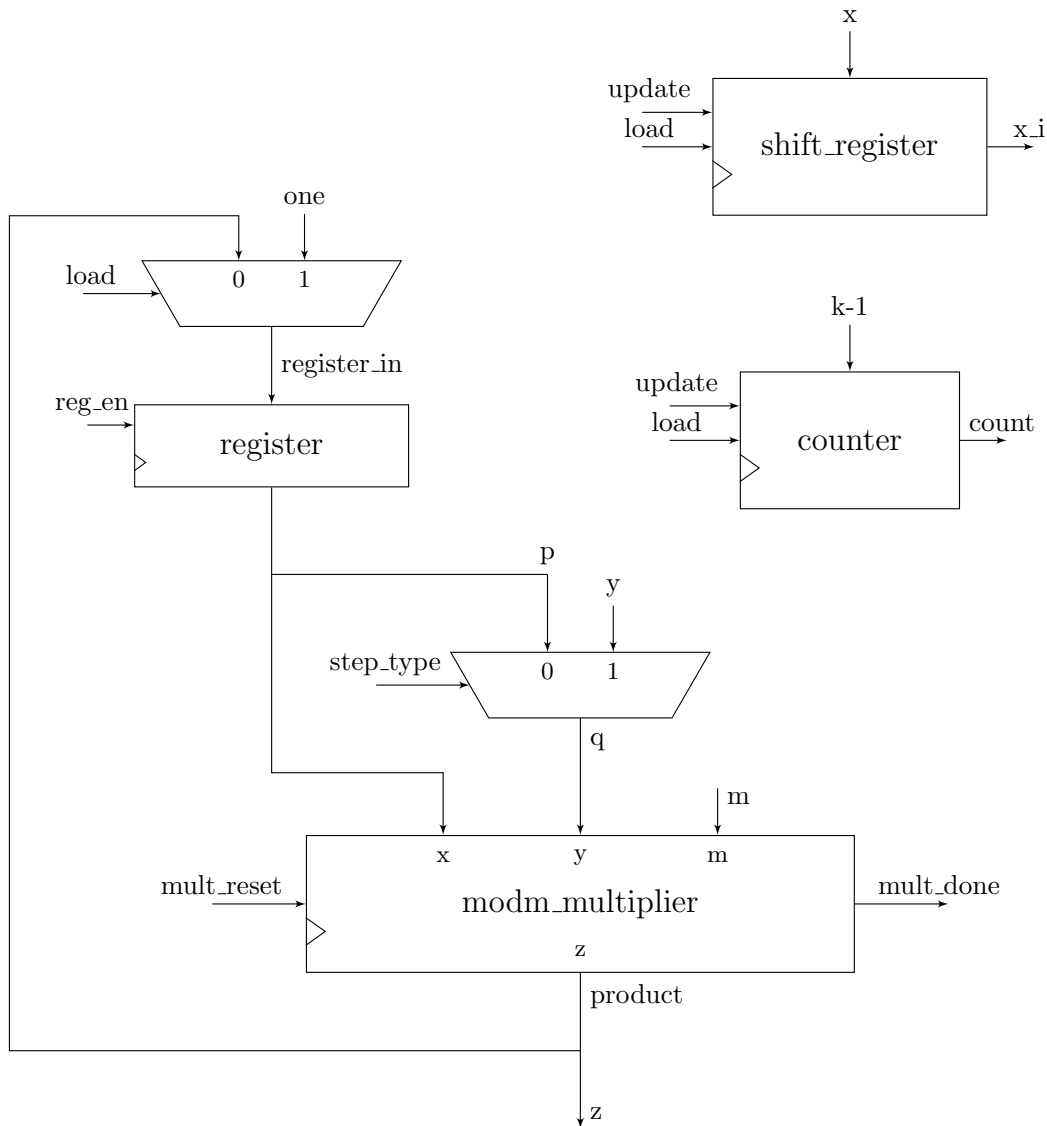 x
update
load
shift_register
x_i
one
load
0 1
register_in
reg_en
register
k-1
update
load
counter
count
p
y
step_type
0 1
q
m
x y m
mult_reset
modm_multiplier
mult_done
z
product
z